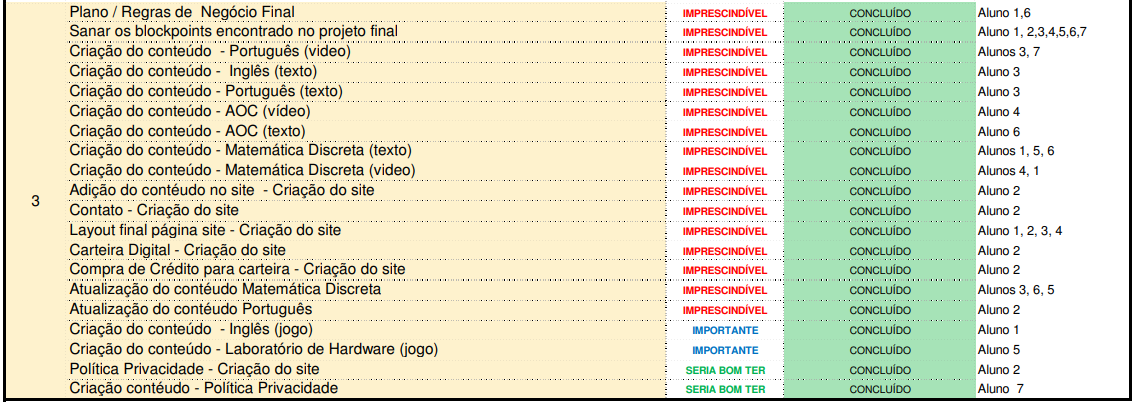 Plano / Regras de  Negócio Final IMPRESCINDÍVEL CONCLUÍDO Aluno 1,6
Sanar os blockpoints encontrado no projeto final IMPRESCINDÍVEL CONCLUÍDO Aluno 1, 2,3,4,5,6,7
Criação do conteúdo  - Português (video) IMPRESCINDÍVEL CONCLUÍDO Alunos 3, 7
Criação do conteúdo -  Inglês (texto) IMPRESCINDÍVEL CONCLUÍDO Aluno 3
Criação do conteúdo - Português (texto) IMPRESCINDÍVEL CONCLUÍDO Aluno 3
Criação do conteúdo - AOC (vídeo) IMPRESCINDÍVEL CONCLUÍDO Aluno 4
Criação do conteúdo - AOC (texto) IMPRESCINDÍVEL CONCLUÍDO Aluno 6
Criação do conteúdo - Matemática Discreta (texto) IMPRESCINDÍVEL CONCLUÍDO Alunos 1, 5, 6
Criação do conteúdo - Matemática Discreta (video) IMPRESCINDÍVEL CONCLUÍDO Alunos 4, 1
Adição do contéudo no site  - Criação do site IMPRESCINDÍVEL CONCLUÍDO Aluno 2
3 Contato - Criação do site IMPRESCINDÍVEL CONCLUÍDO Aluno 2
Layout final página site - Criação do site IMPRESCINDÍVEL CONCLUÍDO Aluno 1, 2, 3, 4
Carteira Digital - Criação do site IMPRESCINDÍVEL CONCLUÍDO Aluno 2
Compra de Crédito para carteira - Criação do site IMPRESCINDÍVEL CONCLUÍDO Aluno 2
Atualização do contéudo Matemática Discreta IMPRESCINDÍVEL CONCLUÍDO Alunos 3, 6, 5
Atualização do contéudo Português IMPRESCINDÍVEL CONCLUÍDO Aluno 2
Criação do conteúdo  - Inglês (jogo) IMPORTANTE CONCLUÍDO Aluno 1
Criação do conteúdo - Laboratório de Hardware (jogo) IMPORTANTE CONCLUÍDO Aluno 5
Política Privacidade - Criação do site SERIA BOM TER CONCLUÍDO Aluno 2
Criação contéudo - Política Privacidade SERIA BOM TER CONCLUÍDO Aluno  7